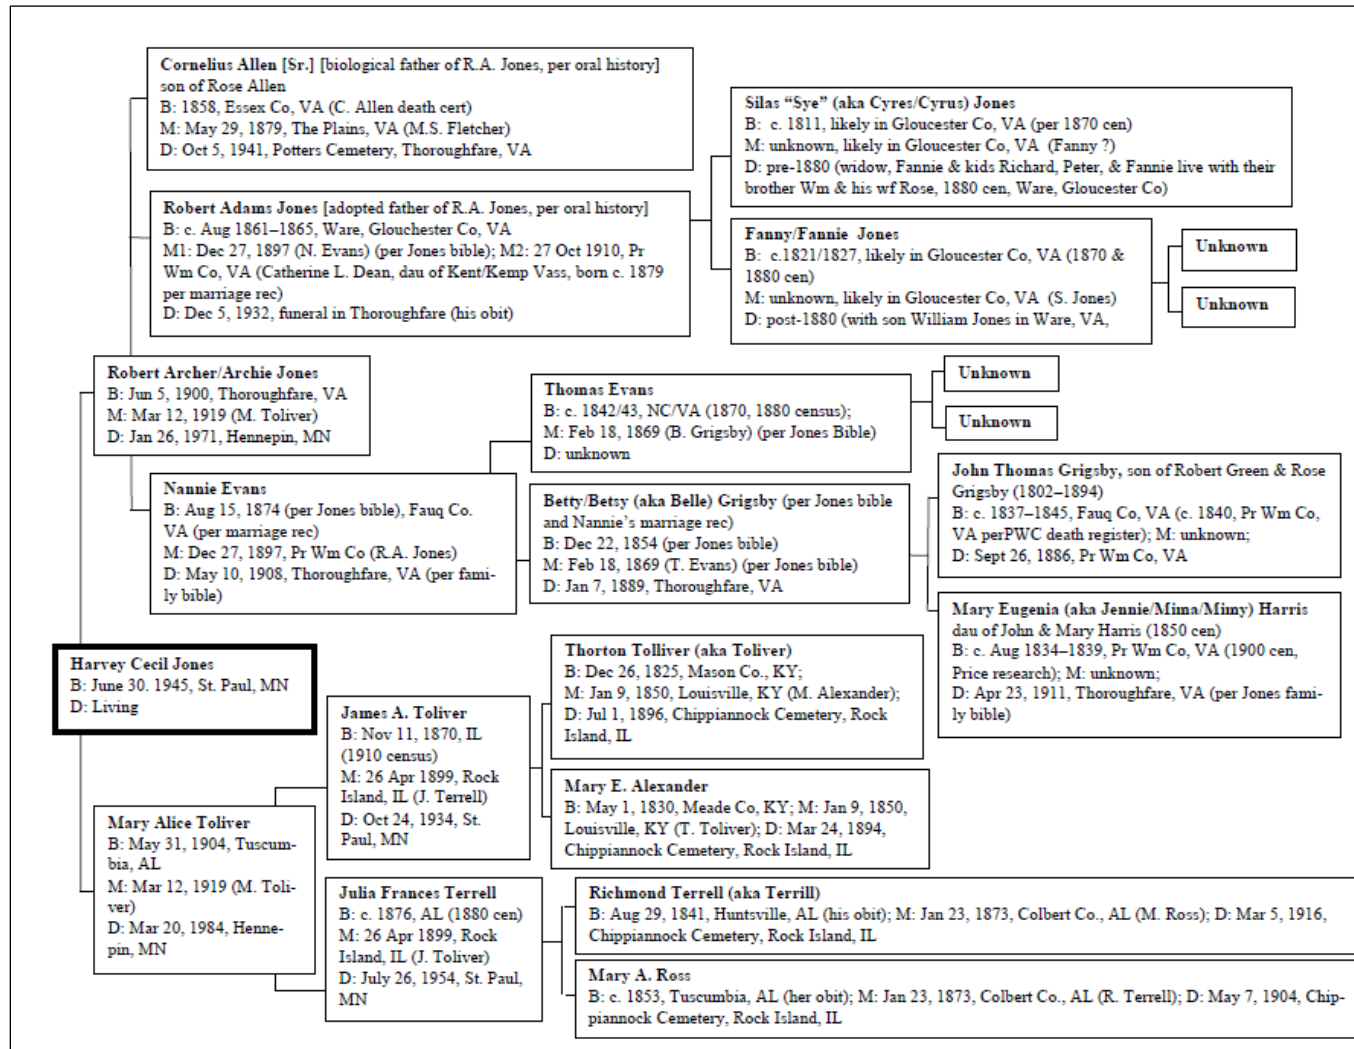 Cornelius Allen [Sr.] [biological father of R.A. Jones, per oral history]
son of Rose Allen
B: 1858, Essex Co, VA (C. Allen death cert)
M: May 29, 1879, The Plains, VA (M.S. Fletcher)
D: Oct 5, 1941, Potters Cemetery, Thoroughfare, VA
Silas “Sye” (aka Cyres/Cyrus) Jones
B: c. 1811, likely in Gloucester Co, VA (per 1870 cen)
M: unknown, likely in Gloucester Co, VA (Fanny ?)
D: pre-1880 (widow, Fannie & kids Richard, Peter, & Fannie live with their
brother Wm & his wf Rose, 1880 cen, Ware, Gloucester Co)
Robert Adams Jones [adopted father of R.A. Jones, per oral history]
B: c. Aug 1861–1865, Ware, Glouchester Co, VA
M1: Dec 27, 1897 (N. Evans) (per Jones bible); M2: 27 Oct 1910, Pr
Wm Co, VA (Catherine L. Dean, dau of Kent/Kemp Vass, born c. 1879
per marriage rec)
D: Dec 5, 1932, funeral in Thoroughfare (his obit)
Fanny/Fannie Jones
B: c.1821/1827, likely in Gloucester Co, VA (1870 &
1880 cen)
M: unknown, likely in Gloucester Co, VA (S. Jones)
D: post-1880 (with son William Jones in Ware, VA,
Unknown
Unknown
Robert Archer/Archie Jones
B: Jun 5, 1900, Thoroughfare, VA
M: Mar 12, 1919 (M. Toliver)
D: Jan 26, 1971, Hennepin, MN
Thomas Evans
B: c. 1842/43, NC/VA (1870, 1880 census);
M: Feb 18, 1869 (B. Grigsby) (per Jones Bible)
D: unknown
Unknown
Unknown
Nannie Evans
B: Aug 15, 1874 (per Jones bible), Fauq Co.
VA (per marriage rec)
M: Dec 27, 1897, Pr Wm Co (R.A. Jones)
D: May 10, 1908, Thoroughfare, VA (per fami-
ly bible)
Betty/Betsy (aka Belle) Grigsby (per Jones bible
and Nannie’s marriage rec)
B: Dec 22, 1854 (per Jones bible)
M: Feb 18, 1869 (T. Evans) (per Jones bible)
D: Jan 7, 1889, Thoroughfare, VA
John Thomas Grigsby, son of Robert Green & Rose
Grigsby (1802–1894)
B: c. 1837–1845, Fauq Co, VA (c. 1840, Pr Wm Co,
VA perPWC death register); M: unknown;
D: Sept 26, 1886, Pr Wm Co, VA
Mary Eugenia (aka Jennie/Mima/Mimy) Harris
dau of John & Mary Harris (1850 cen)
B: c. Aug 1834–1839, Pr Wm Co, VA (1900 cen,
Price research); M: unknown;
D: Apr 23, 1911, Thoroughfare, VA (per Jones fami-
ly bible)
Harvey Cecil Jones
B: June 30. 1945, St. Paul, MN
D: Living
Thorton Tolliver (aka Toliver)
B: Dec 26, 1825, Mason Co., KY;
M: Jan 9, 1850, Louisville, KY (M. Alexander);
D: Jul 1, 1896, Chippiannock Cemetery, Rock
Island, IL
James A. Toliver
B: Nov 11, 1870, IL
(1910 census)
M: 26 Apr 1899, Rock
Island, IL (J. Terrell)
D: Oct 24, 1934, St.
Paul, MN
Mary E. Alexander
B: May 1, 1830, Meade Co, KY; M: Jan 9, 1850,
Louisville, KY (T. Toliver); D: Mar 24, 1894,
Chippiannock Cemetery, Rock Island, IL
Mary Alice Toliver
B: May 31, 1904, Tuscum-
bia, AL
M: Mar 12, 1919 (M. Toli-
ver)
D: Mar 20, 1984, Henne-
pin, MN
Julia Frances Terrell
B: c. 1876, AL (1880 cen)
M: 26 Apr 1899, Rock
Island, IL (J. Toliver)
D: July 26, 1954, St. Paul,
MN
Richmond Terrell (aka Terrill)
B: Aug 29, 1841, Huntsville, AL (his obit); M: Jan 23, 1873, Colbert Co., AL (M. Ross); D: Mar 5, 1916,
Chippiannock Cemetery, Rock Island, IL
Mary A. Ross
B: c. 1853, Tuscumbia, AL (her obit); M: Jan 23, 1873, Colbert Co., AL (R. Terrell); D: May 7, 1904, Chip-
piannock Cemetery, Rock Island, IL